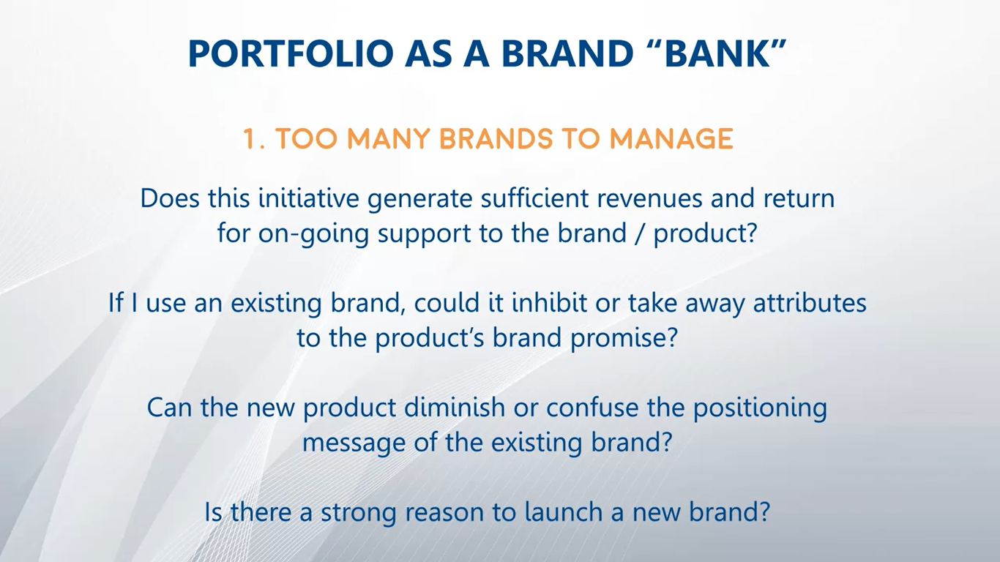 PORTFOLIO AS A BRAND “BANK”
1. TOO MANY BRANDS TO MANAGE
Does this initiative generate sufficient revenues and return
for on-going support to the brand / product?
If I use an existing brand, could it inhibit or take away attributes
to the product’s brand promise?
Can the new product diminish or confuse the positioning
message of the existing brand?
Is there a strong reason to launch a new brand?